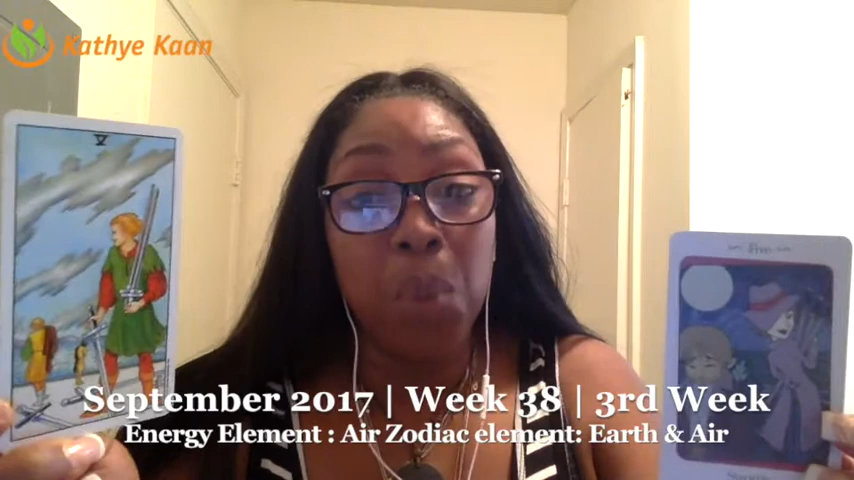 Kathye Kaan
V
Five
September 2017 | Week 38 | 3rd Week
Energy Element : Air Zodiac element: Earth & Air